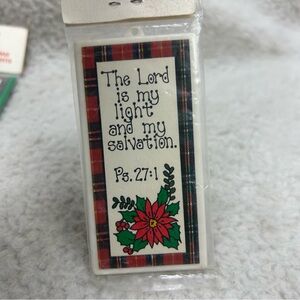 The Lord
is my
light
and my
salvation.
Ps. 27:1